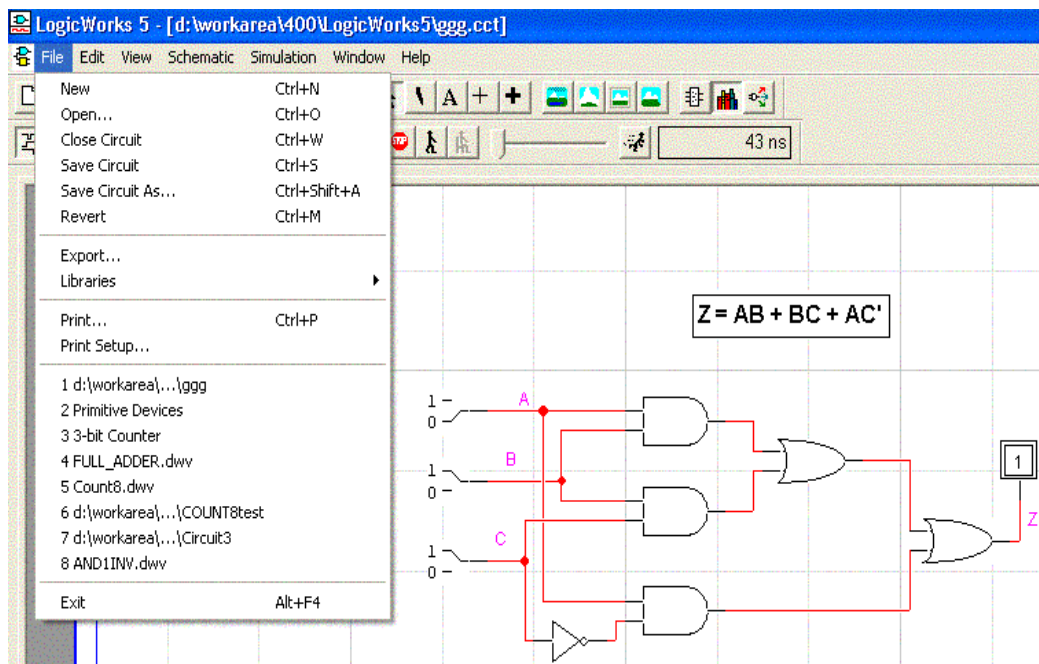 LogicWorks 5 - [d:\workarea\400\LogicWorks5\ggg.cct]
File Edit View Schematic Simulation Window Help
New Ctrl+N
Open... Ctrl+O
Close Circuit Ctrl+W
Save Circuit Ctrl+S
Save Circuit As... Ctrl+Shift+A
Revert Ctrl+M
Export...
Libraries
Print... Ctrl+P
Print Setup...
1 d:\workarea\...\ggg
2 Primitive Devices
3 3-bit Counter
4 FULL_ADDER.dwv
5 Count8.dwv
6 d:\workarea\...\COUNT8test
7 d:\workarea\...\Circuit3
8 AND1INV.dwv
Exit Alt+F4
A
STOP
43 ns
Z = AB + BC + AC'
A
1
0
B
1
0
C
1
0
1
Z